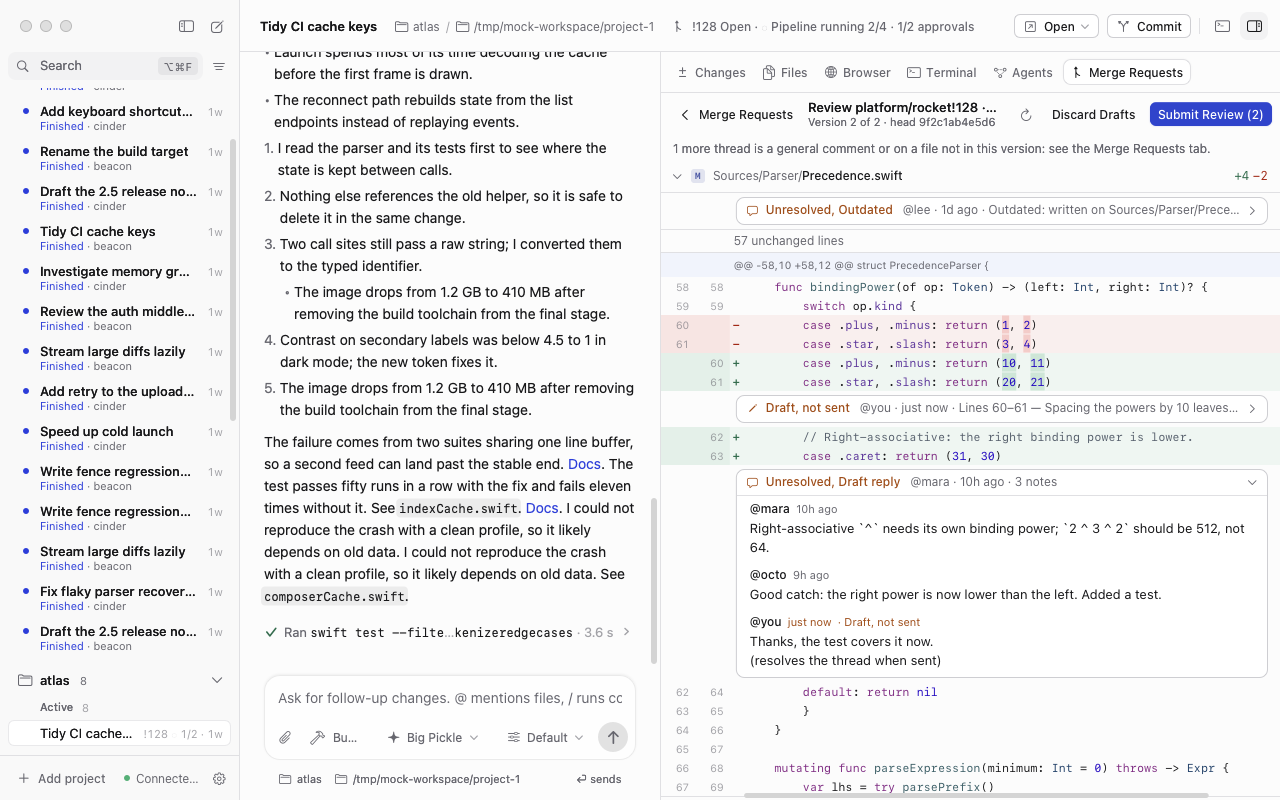 Tidy CI cache keys
atlas / /tmp/mock-workspace/project-1
!128 Open · Pipeline running 2/4 · 1/2 approvals
Open
Commit
Search
⌥⌘F
Finished · cinder
Add keyboard shortcut... 1w
Finished · cinder
Rename the build target 1w
Finished · beacon
Draft the 2.5 release no... 1w
Finished · cinder
Tidy CI cache keys 1w
Finished · beacon
Investigate memory gr... 1w
Finished · cinder
Review the auth middle... 1w
Finished · beacon
Stream large diffs lazily 1w
Finished · beacon
Add retry to the upload... 1w
Finished · cinder
Speed up cold launch 1w
Finished · cinder
Write fence regression... 1w
Finished · beacon
Write fence regression... 1w
Finished · cinder
Stream large diffs lazily 1w
Finished · beacon
Fix flaky parser recover... 1w
Finished · cinder
Draft the 2.5 release no... 1w
Finished · beacon
atlas 8
Active 8
Tidy CI cache... !128 1/2 · 1w
Add project
Connecte...
• Launch spends most of its time decoding the cache
before the first frame is drawn.
• The reconnect path rebuilds state from the list
endpoints instead of replaying events.
1. I read the parser and its tests first to see where the
state is kept between calls.
2. Nothing else references the old helper, so it is safe to
delete it in the same change.
3. Two call sites still pass a raw string; I converted them
to the typed identifier.
• The image drops from 1.2 GB to 410 MB after
removing the build toolchain from the final stage.
4. Contrast on secondary labels was below 4.5 to 1 in
dark mode; the new token fixes it.
5. The image drops from 1.2 GB to 410 MB after removing
the build toolchain from the final stage.
The failure comes from two suites sharing one line buffer,
so a second feed can land past the stable end. Docs. The
test passes fifty runs in a row with the fix and fails eleven
times without it. See indexCache.swift. Docs. I could not
reproduce the crash with a clean profile, so it likely
depends on old data. I could not reproduce the crash
with a clean profile, so it likely depends on old data. See
composerCache.swift.
Ran swift test --filte...kenizeredgecases · 3.6 s
Ask for follow-up changes. @ mentions files, / runs cc
Bu...
Big Pickle
Default
atlas
/tmp/mock-workspace/project-1
sends
Changes
Files
Browser
Terminal
Agents
Merge Requests
Merge Requests
Review platform/rocket!128 ·...
Version 2 of 2 · head 9f2c1ab4e5d6
Discard Drafts
Submit Review (2)
1 more thread is a general comment or on a file not in this version: see the Merge Requests tab.
M Sources/Parser/Precedence.swift +4 −2
Unresolved, Outdated @lee · 1d ago · Outdated: written on Sources/Parser/Prece...
57 unchanged lines
@@ -58,10 +58,12 @@ struct PrecedenceParser {
58 58 func bindingPower(of op: Token) -> (left: Int, right: Int)? {
59 59 switch op.kind {
60 − case .plus, .minus: return (1, 2)
61 − case .star, .slash: return (3, 4)
60 + case .plus, .minus: return (10, 11)
61 + case .star, .slash: return (20, 21)
Draft, not sent @you · just now · Lines 60–61 — Spacing the powers by 10 leaves...
62 + // Right-associative: the right binding power is lower.
63 + case .caret: return (31, 30)
Unresolved, Draft reply @mara · 10h ago · 3 notes
@mara 10h ago
Right-associative `^` needs its own binding power; `2 ^ 3 ^ 2` should be 512, not
64.
@octo 9h ago
Good catch: the right power is now lower than the left. Added a test.
@you just now · Draft, not sent
Thanks, the test covers it now.
(resolves the thread when sent)
62 64 default: return nil
63 65 }
64 66 }
65 67
66 68 mutating func parseExpression(minimum: Int = 0) throws -> Expr {
67 69 var lhs = try parsePrefix()